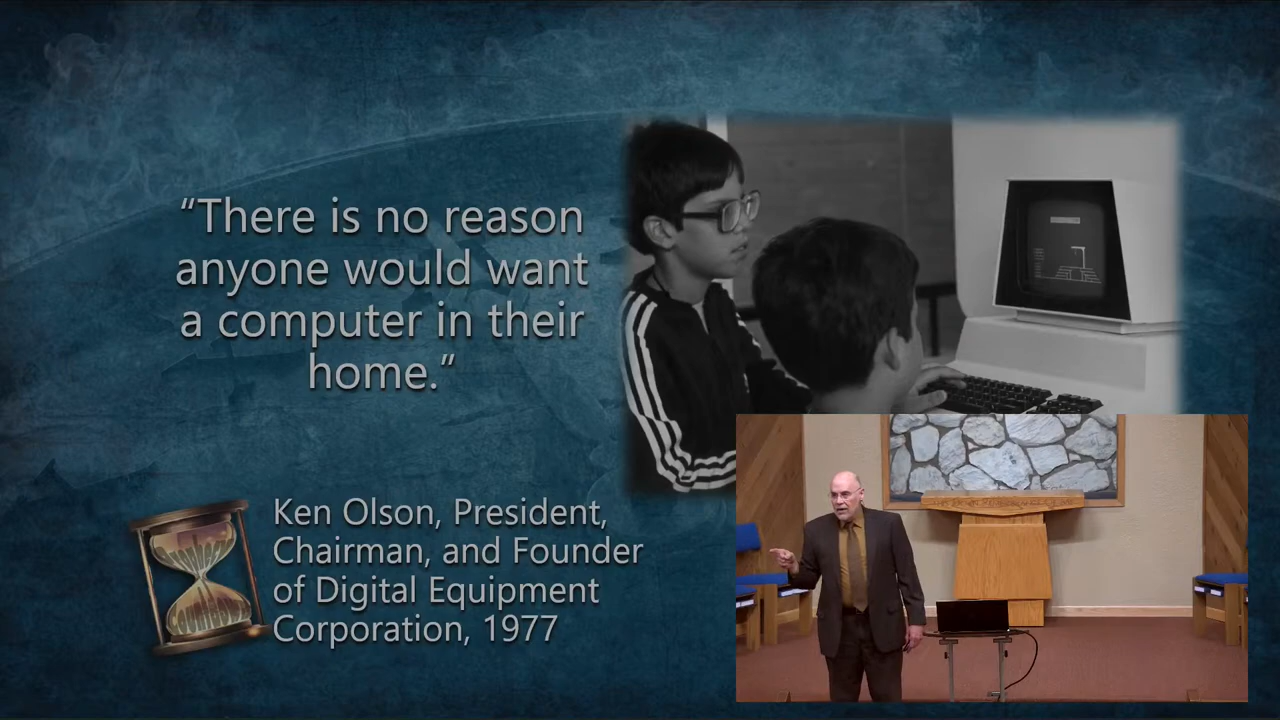 “There is no reason
anyone would want
a computer in their
home.”
Ken Olson, President,
Chairman, and Founder
of Digital Equipment
Corporation, 1977